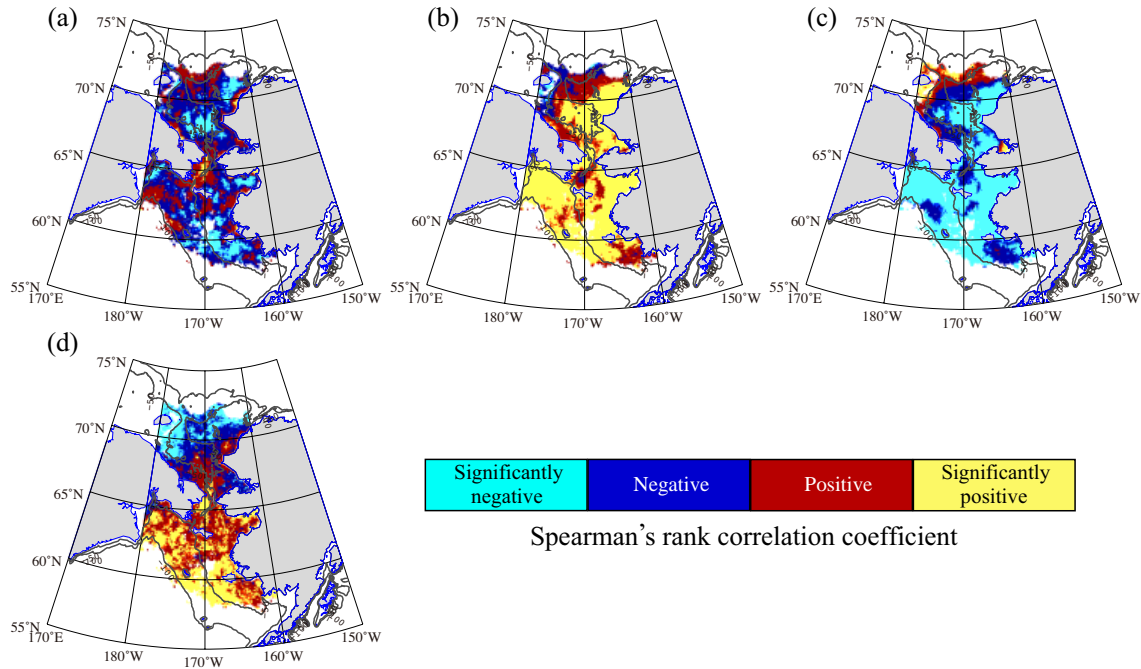 (a)
(b)
(c)
75°N
70°N
65°N
60°N
55°N
170°E
180°W
170°W
160°W
150°W
75°N
70°N
65°N
60°N
55°N
170°E
180°W
170°W
160°W
150°W
75°N
70°N
65°N
60°N
55°N
170°E
180°W
170°W
160°W
150°W
(d)
75°N
70°N
65°N
60°N
55°N
170°E
180°W
170°W
160°W
150°W
Significantly
negative
Negative
Positive
Significantly
positive
Spearman's rank correlation coefficient